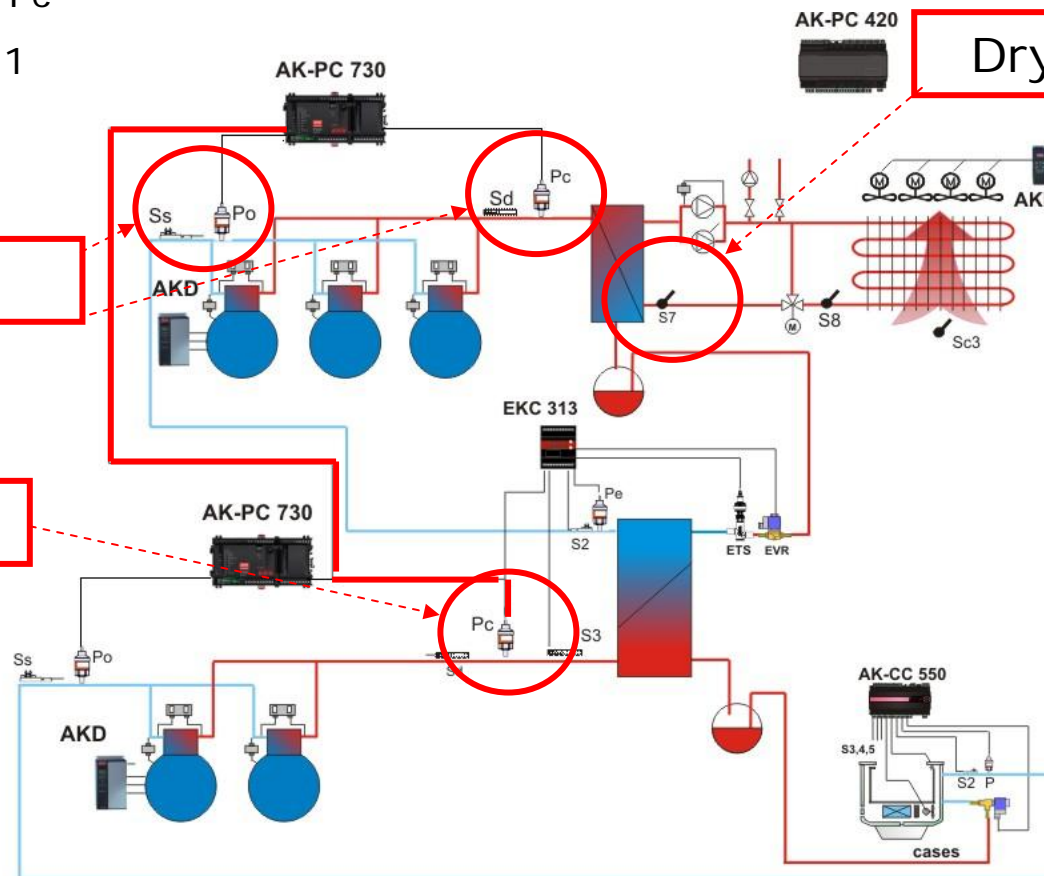 AK-PC 420
Dry
1
AK-PC 730
Pc
Sd
Ss
Po
AKD
M M M M
S7
M
S8
Sc3
EKC 313
Pe
S2
ETS
EVR
AK-PC 730
Pc
S3
Sd
Ss
Po
AKD
AK-CC 550
S3,4,5
S2 P
cases